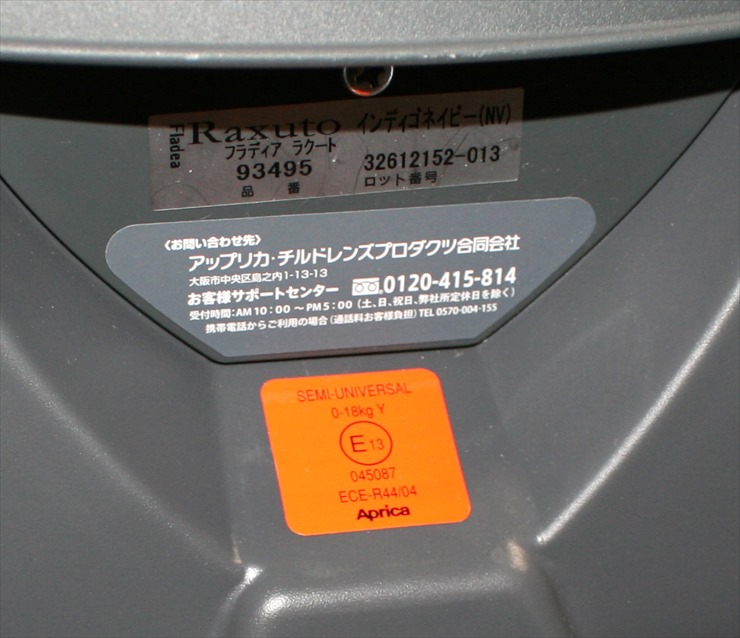 Fladea
Raxuto インディゴネイビー(NV)
フラディア ラクート
93495 32612152-013
品 番 ロット番号
〈お問い合わせ先〉
アップリカ・チルドレンズプロダクツ合同会社
大阪市中央区島之内1-13-13
お客様サポートセンター 0120-415-814
受付時間:AM10:00～PM5:00(土、日、祝日、弊社所定休日を除く)
携帯電話からご利用の場合(通話料お客様負担) TEL 0570-004-155
SEMI-UNIVERSAL
0-18kg Y
E 13
045087
ECE-R44/04
Aprica